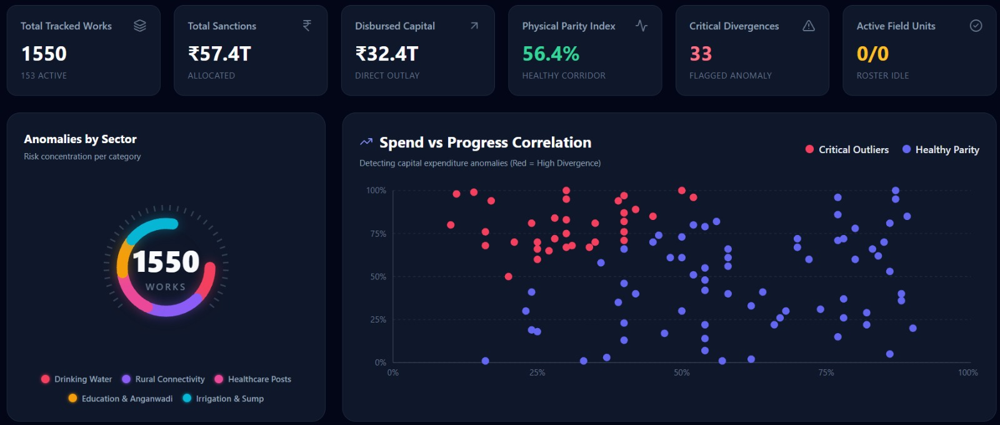 Total Tracked Works
1550
153 ACTIVE
Total Sanctions
₹
₹57.4T
ALLOCATED
Disbursed Capital
₹32.4T
DIRECT OUTLAY
Physical Parity Index
56.4%
HEALTHY CORRIDOR
Critical Divergences
33
FLAGGED ANOMALY
Active Field Units
0/0
ROSTER IDLE
Anomalies by Sector
Risk concentration per category
1550
WORKS
Drinking Water
Rural Connectivity
Healthcare Posts
Education & Anganwadi
Irrigation & Sump
Spend vs Progress Correlation
Detecting capital expenditure anomalies (Red = High Divergence)
Critical Outliers
Healthy Parity
100%
75%
50%
25%
0%
0%
25%
50%
75%
100%